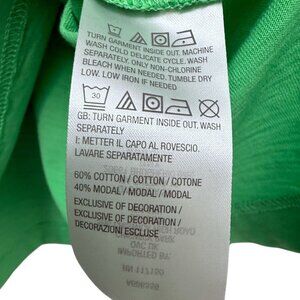 TURN GARMENT INSIDE OUT. MACHINE
WASH COLD DELICATE CYCLE. WASH
SEPARATELY. ONLY NON-CHLORINE
BLEACH WHEN NEEDED. TUMBLE DRY
LOW. LOW IRON IF NEEDED
30
GB: TURN GARMENT INSIDE OUT. WASH
SEPARATELY
I: METTER IL CAPO AL ROVESCIO.
LAVARE SEPARATAMENTE
60% COTTON / COTTON / COTONE
40% MODAL / MODAL / MODAL
EXCLUSIVE OF DECORATION /
EXCLUSIVE OF DECORATION /
DECORAZIONI ESCLUSE
IMPORTED BY: